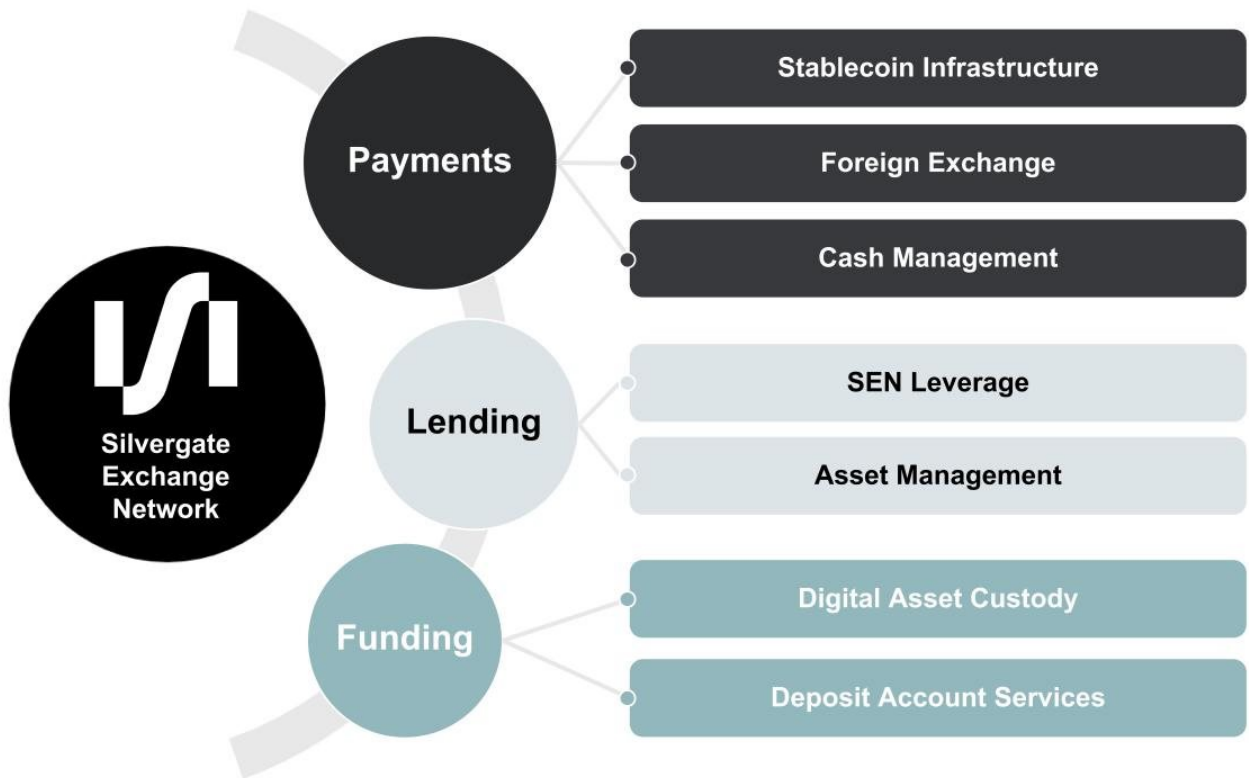 Silvergate
Exchange
Network
Payments
Stablecoin Infrastructure
Foreign Exchange
Cash Management
Lending
SEN Leverage
Asset Management
Funding
Digital Asset Custody
Deposit Account Services